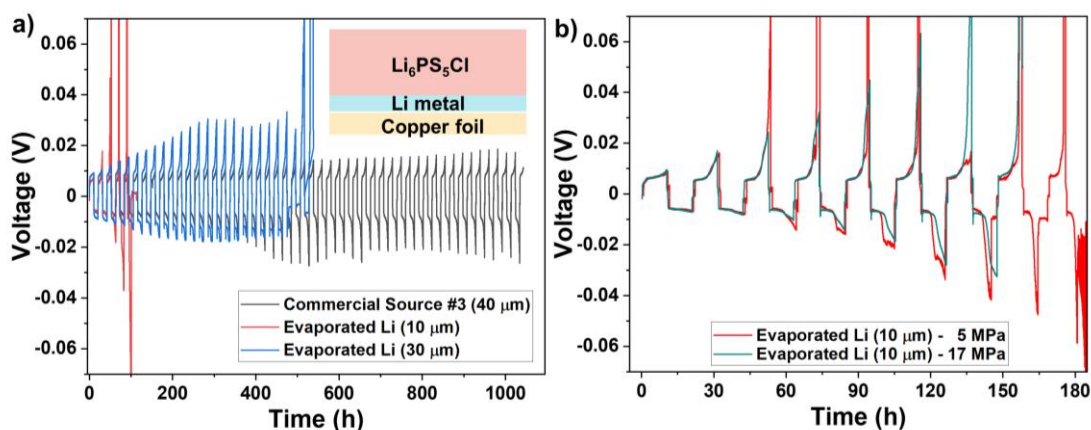 a)
0.06
0.04
0.02
0
-0.02
-0.04
-0.06
Voltage (V)
0 200 400 600 800 1000
Time (h)
Li₆PS₅Cl
Li metal
Copper foil
Commercial Source #3 (40 μm)
Evaporated Li (10 μm)
Evaporated Li (30 μm)
b)
0.06
0.04
0.02
0.00
-0.02
-0.04
-0.06
Voltage (V)
0 30 60 90 120 150 180
Time (h)
Evaporated Li (10 μm) - 5 MPa
Evaporated Li (10 μm) - 17 MPa